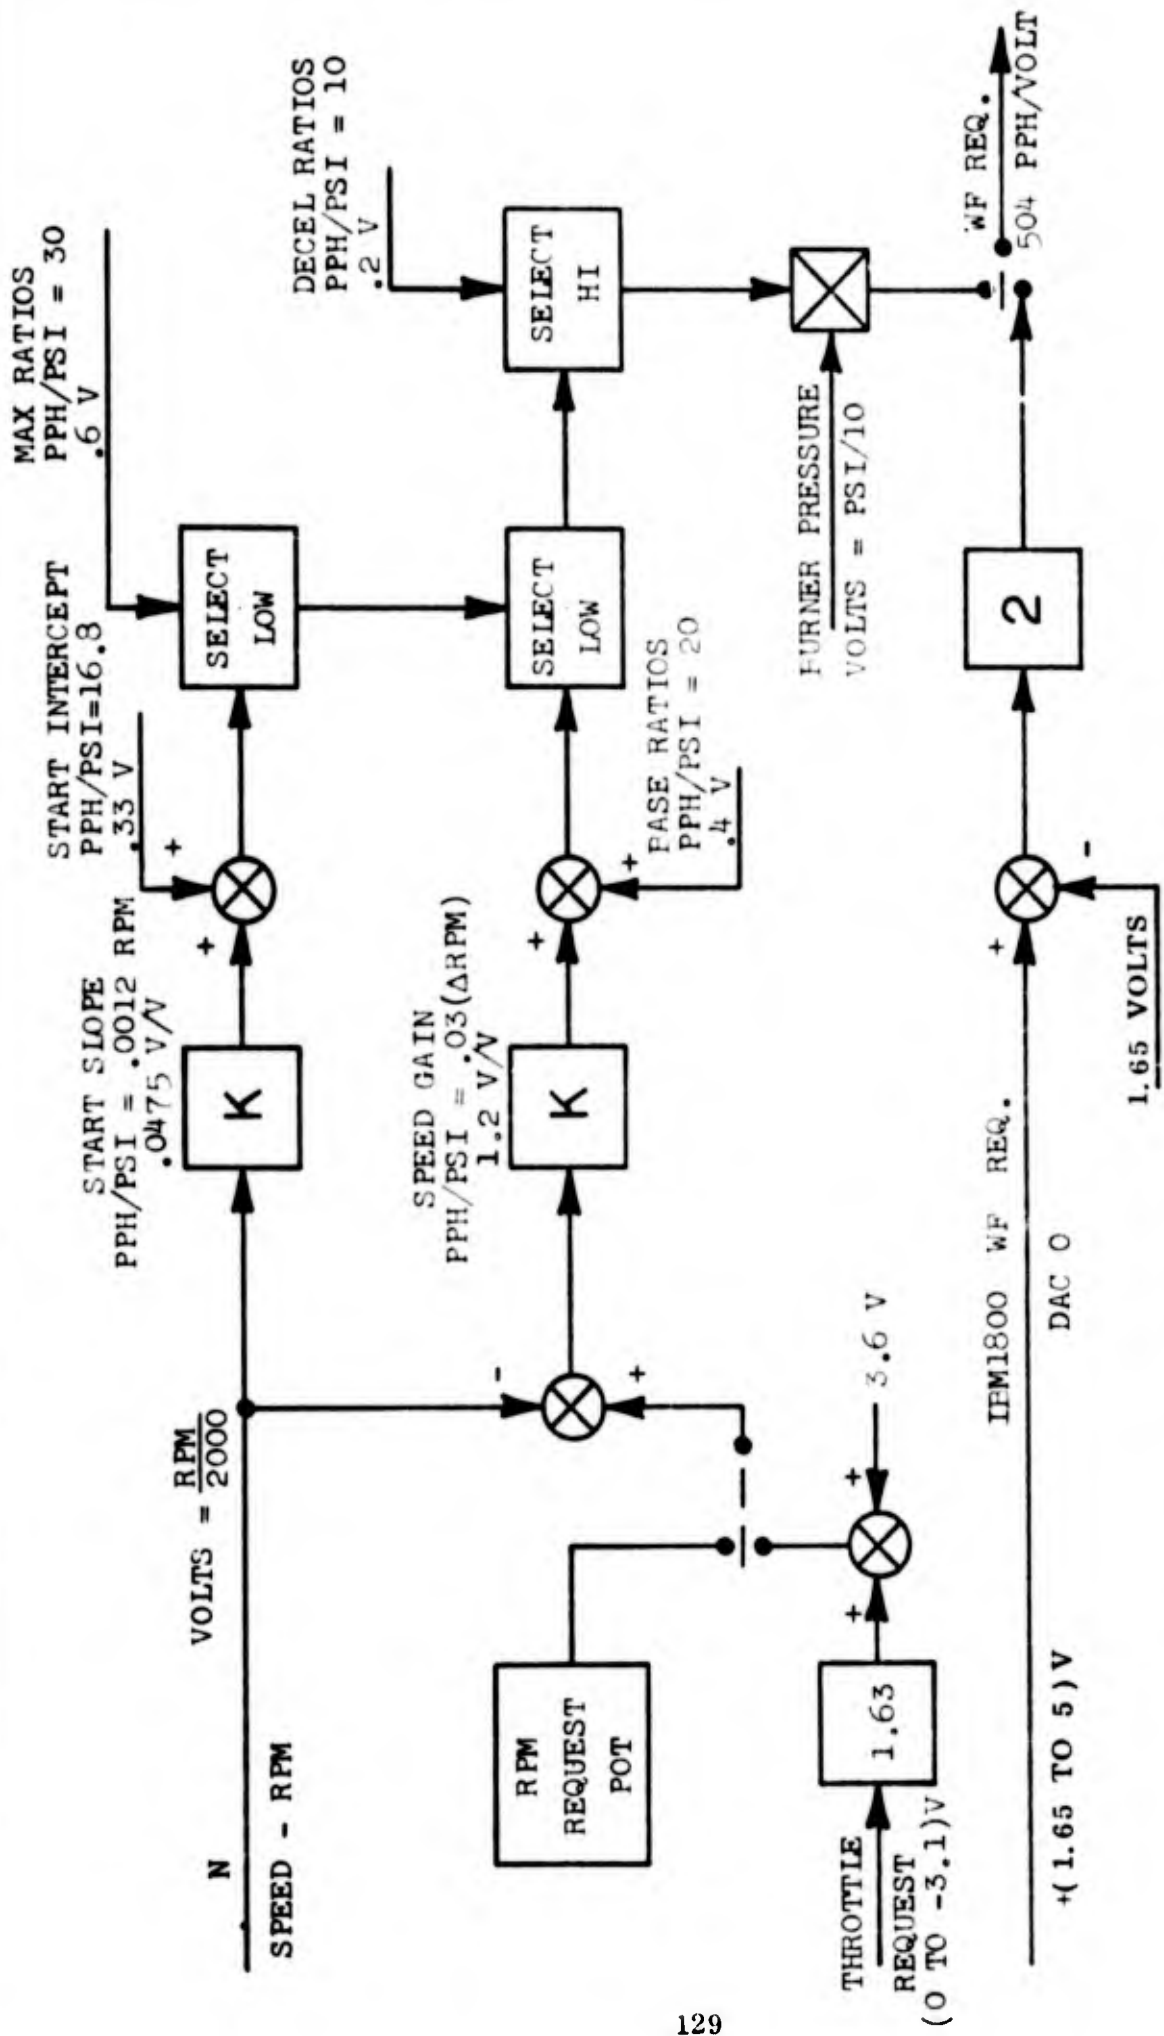 MAX RATIOS
PPH/PSI = 30
.6 V
START INTERCEPT
PPH/PSI=16.8
.33 V
+
START SLOPE
PPH/PSI = .0012 RPM
.0475 V/V
+
K
SELECT
LOW
VOLTS = RPM
2000
N
SPEED - RPM
DECEL RATIOS
PPH/PSI = 10
.2 V
SELECT
HI
SELECT
LOW
SPEED GAIN
PPH/PSI = .03(ΔRPM)
1.2 V/V
K
+
+
BASE RATIOS
PPH/PSI = 20
.4 V
-
+
RPM
REQUEST
POT
BURNER PRESSURE
VOLTS = PSI/10
THROTTLE
REQUEST
(0 TO -3.1)V
1.63
+
+
3.6 V
WF REQ.
504 PPH/VOLT
2
IBM1800 WF REQ.
DAC 0
+(1.65 TO 5)V
+
-
1.65 VOLTS
129